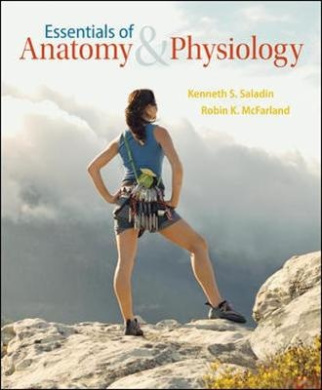 Essentials of
Anatomy & Physiology
Kenneth S. Saladin
Robin K. McFarland